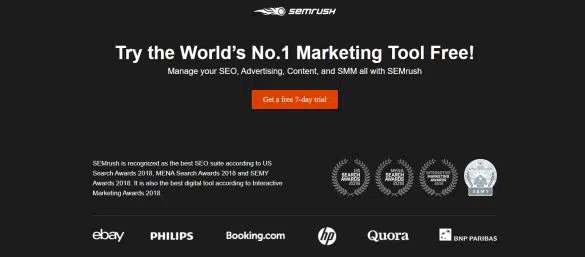 SEMRUSH
Try the World's No.1 Marketing Tool Free!
Manage your SEO, Advertising, Content, and SMM all with SEMrush
Get a free 7-day trial
SEMrush is recognized as the best SEO suite according to US
Search Awards 2018, MENA Search Awards 2018 and SEMY
Awards 2018. It is also the best digital tool according to Interactive
Marketing Awards 2018.
US
SEARCH
AWARDS
2018
MENA
SEARCH
AWARDS
2018
INTERACTIVE
MARKETING
AWARDS
2018
SEMY
ebay
PHILIPS
Booking.com
hp
Quora
BNP PARIBAS